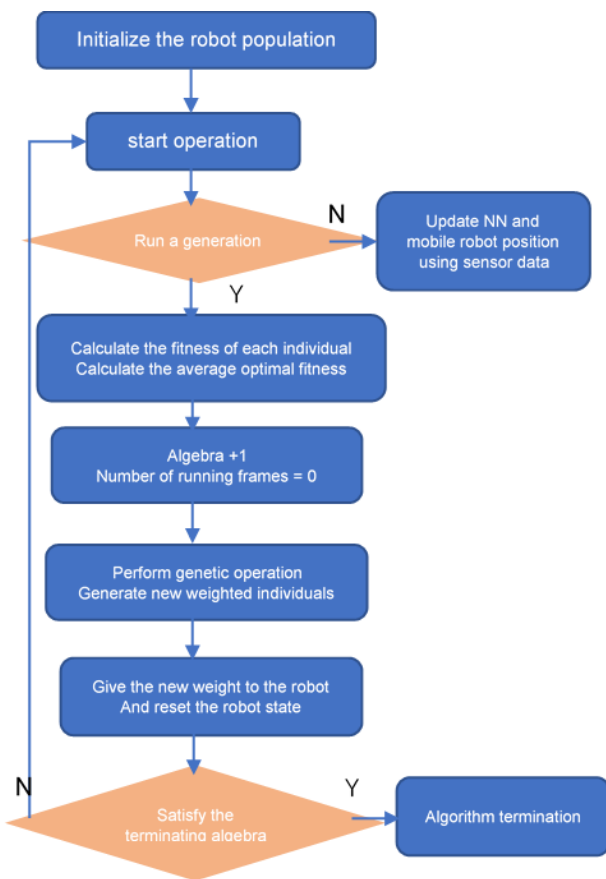 Initialize the robot population
start operation
Run a generation
N
Update NN and
mobile robot position
using sensor data
Y
Calculate the fitness of each individual
Calculate the average optimal fitness
Algebra +1
Number of running frames = 0
Perform genetic operation
Generate new weighted individuals
Give the new weight to the robot
And reset the robot state
N
Satisfy the
terminating algebra
Y
Algorithm termination